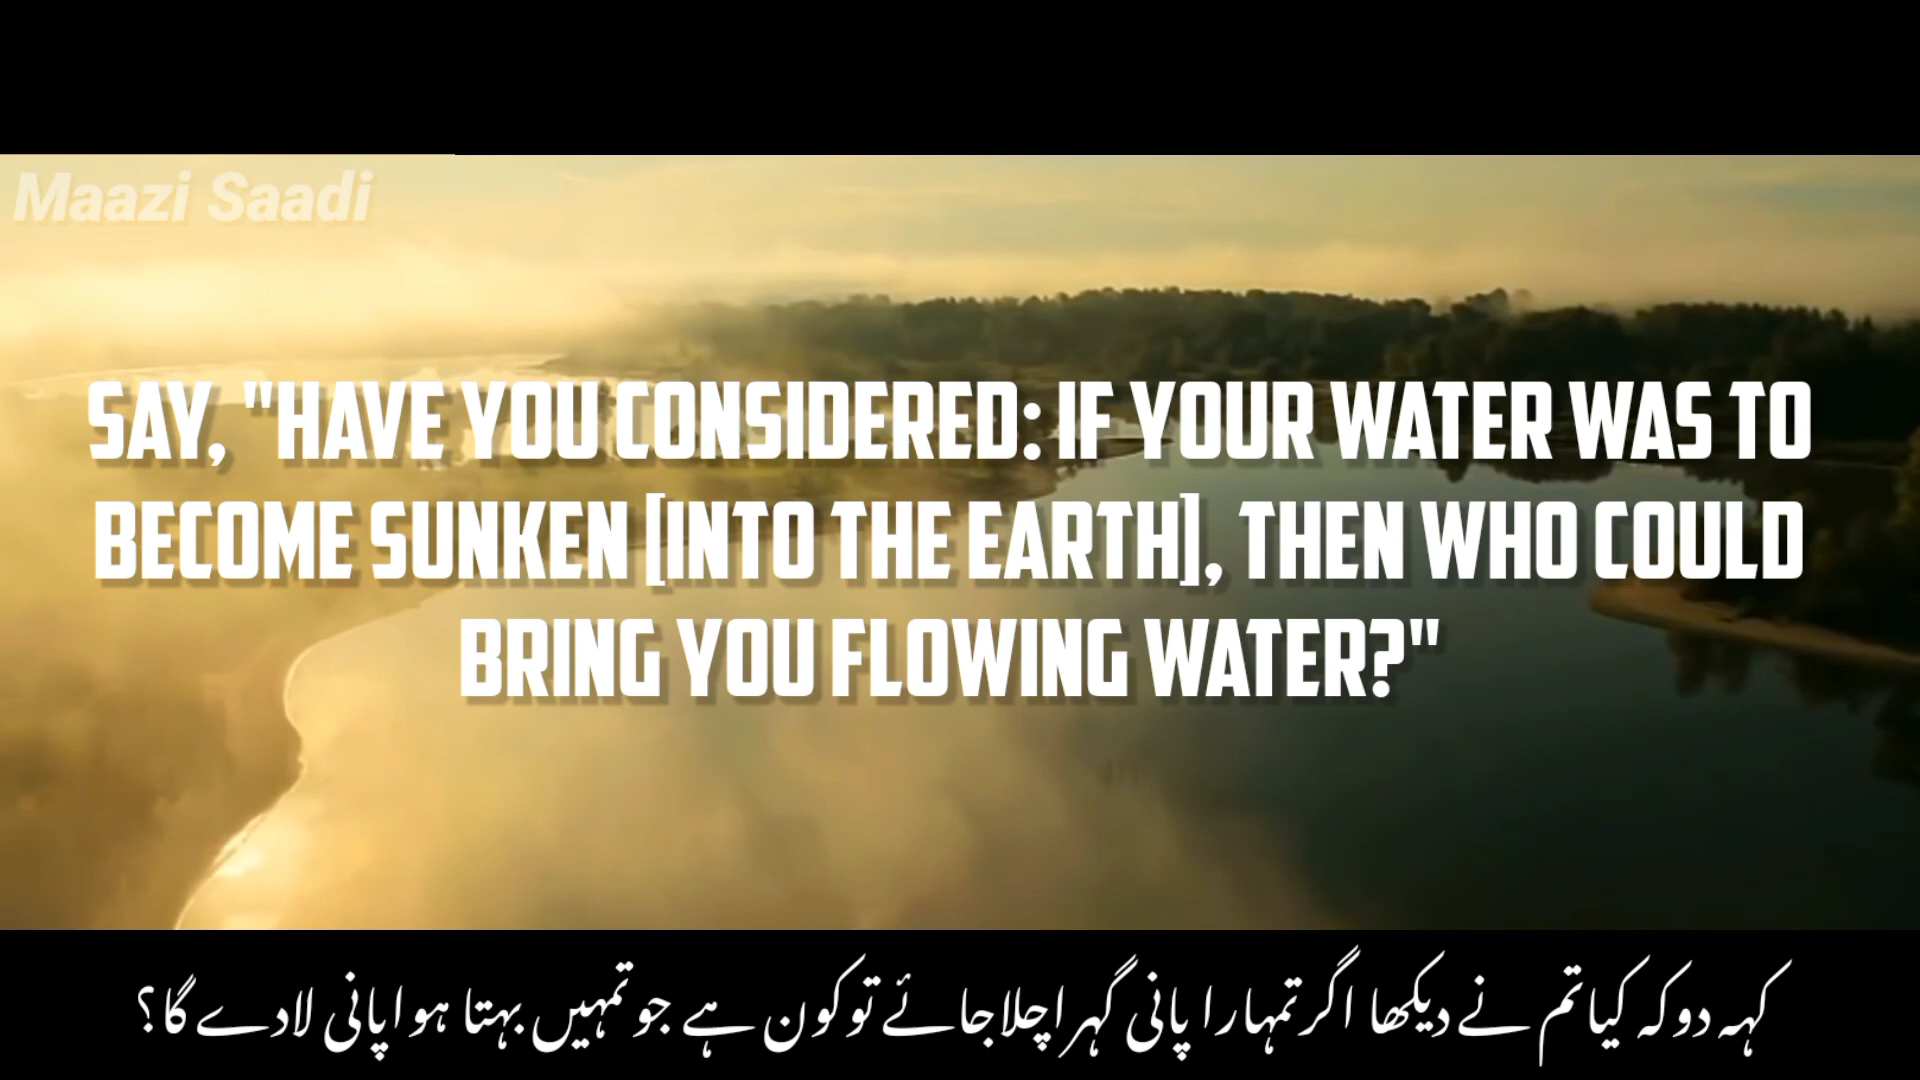 Maazi Saadi
SAY, "HAVE YOU CONSIDERED: IF YOUR WATER WAS TO
BECOME SUNKEN [INTO THE EARTH], THEN WHO COULD
BRING YOU FLOWING WATER?"
کہہ دو کہ کیا تم نے دیکھا اگر تمہارا پانی گہرا چلا جائے تو کون ہے جو تمہیں بہتا ہوا پانی لا دے گا؟